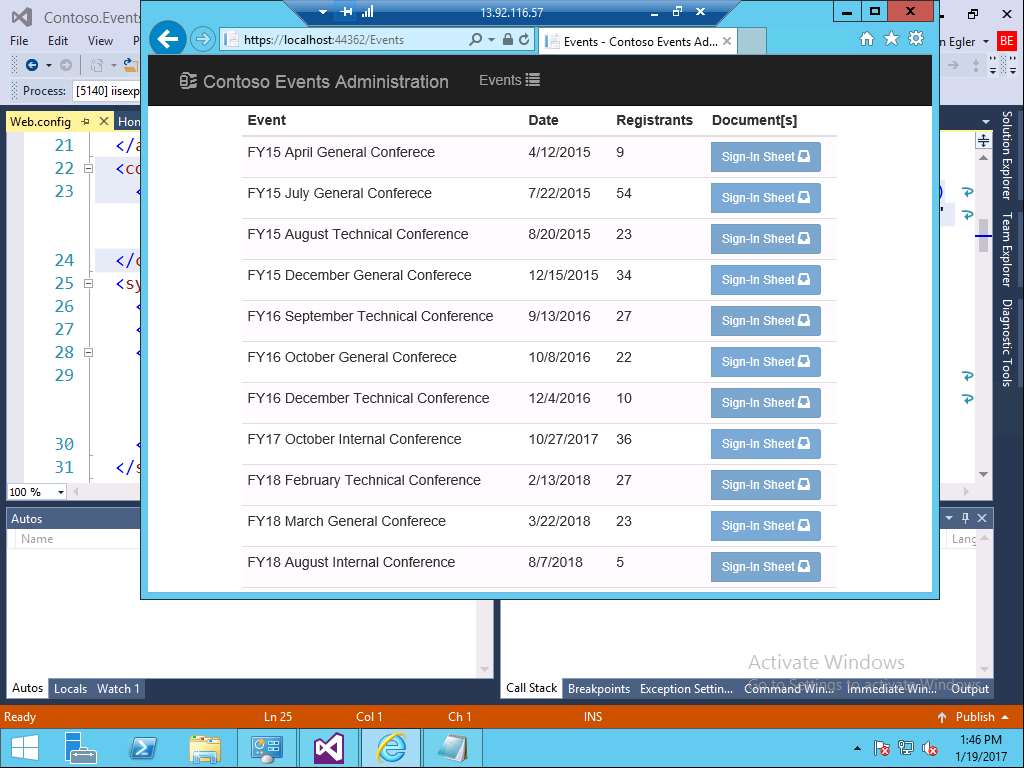 Contoso.Events
13.92.116.57
File Edit View
https://localhost:44362/Events
Events - Contoso Events Ad...
n Egler
BE
Process: [5140] iisexp
Contoso Events Administration
Events
Web.config
Event Date Registrants Document[s]
FY15 April General Conferece 4/12/2015 9 Sign-In Sheet
FY15 July General Conferece 7/22/2015 54 Sign-In Sheet
FY15 August Technical Conference 8/20/2015 23 Sign-In Sheet
FY15 December General Conferece 12/15/2015 34 Sign-In Sheet
FY16 September Technical Conference 9/13/2016 27 Sign-In Sheet
FY16 October General Conferece 10/8/2016 22 Sign-In Sheet
FY16 December Technical Conference 12/4/2016 10 Sign-In Sheet
FY17 October Internal Conference 10/27/2017 36 Sign-In Sheet
FY18 February Technical Conference 2/13/2018 27 Sign-In Sheet
FY18 March General Conferece 3/22/2018 23 Sign-In Sheet
FY18 August Internal Conference 8/7/2018 5 Sign-In Sheet
21 </a
22 <co
23 <
24 </c
25 <sy
26 <
27 <
28 <
29
30 <
31 </s
100 %
Solution Explorer
Team Explorer
Diagnostic Tools
Autos
Name
Lang
Autos Locals Watch 1
Call Stack Breakpoints Exception Settin... Command Win... Immediate Win... Output
Activate Windows
Go to Settings to activate Windows.
Ready Ln 25 Col 1 Ch 1 INS Publish
1:46 PM
1/19/2017